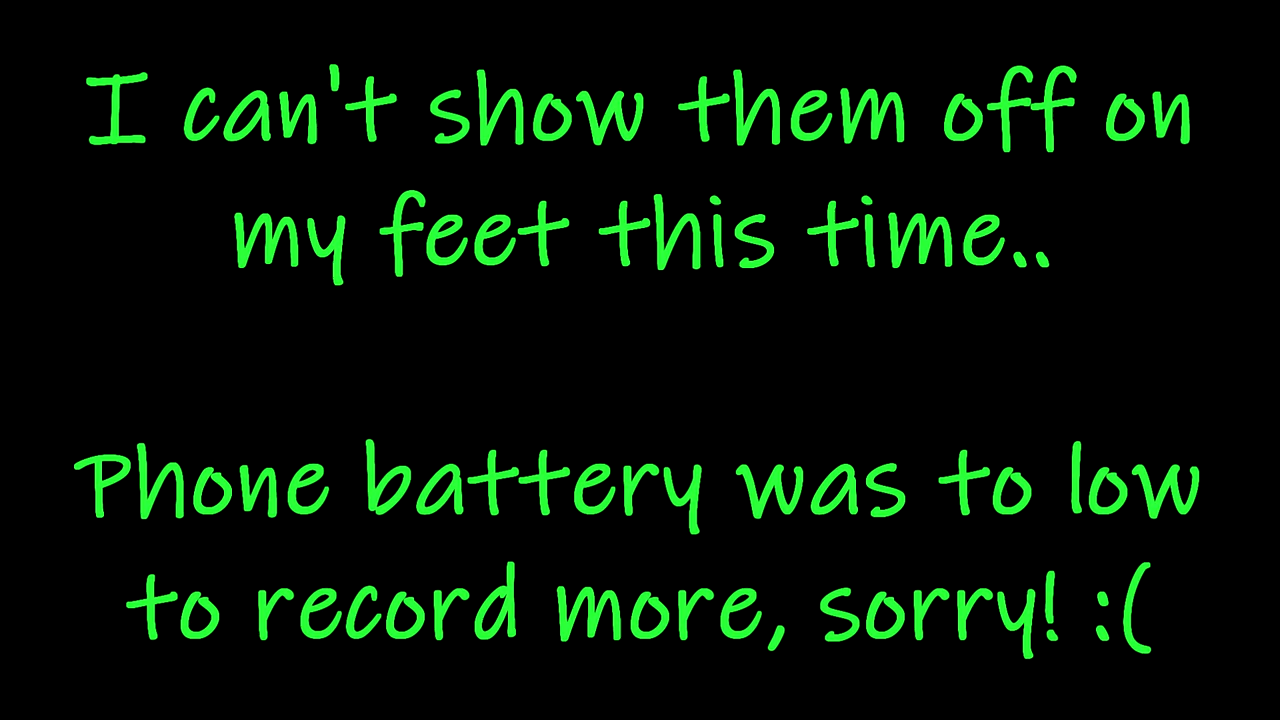 I can't show them off on
my feet this time..
Phone battery was to low
to record more, sorry! :(